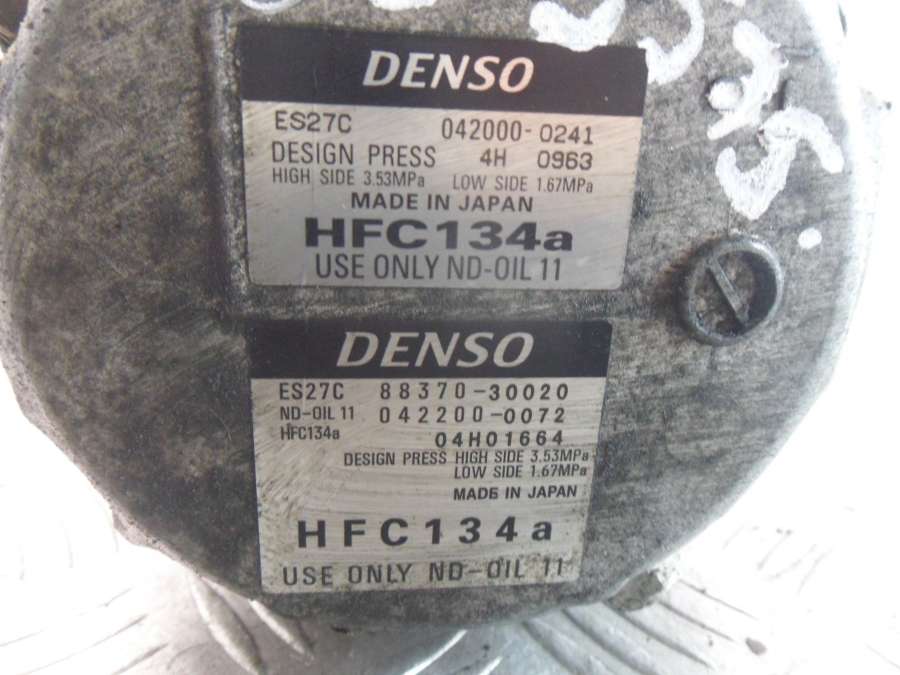 DENSO
ES27C 042000-0241
DESIGN PRESS 4H 0963
HIGH SIDE 3.53MPa LOW SIDE 1.67MPa
MADE IN JAPAN
HFC134a
USE ONLY ND-OIL 11
DENSO
ES27C 88370-30020
ND-OIL 11 042200-0072
HFC134a 04H01664
DESIGN PRESS HIGH SIDE 3.53MPa
LOW SIDE 1.67MPa
MADE IN JAPAN
HFC134a
USE ONLY ND-OIL 11